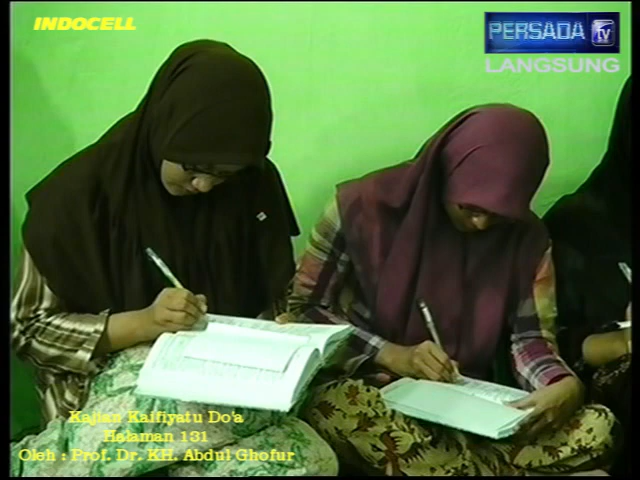 INDOCELL
PERSADA tv
LANGSUNG
Kajian Kaifiyatu Do'a
Halaman 131
Oleh : Prof. Dr. KH. Abdul Ghofur